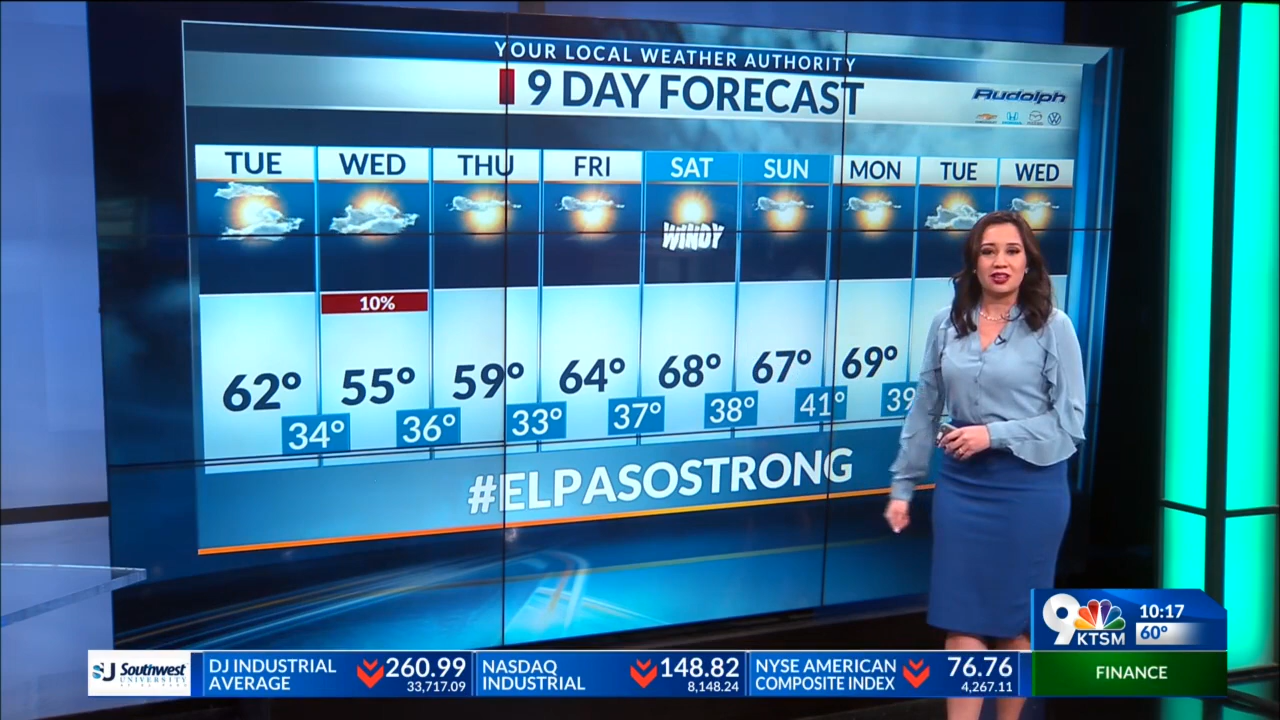 YOUR LOCAL WEATHER AUTHORITY
9 DAY FORECAST
Rudolph
TUE WED THU FRI SAT SUN MON TUE WED
WINDY
10%
62° 55° 59° 64° 68° 67° 69°
34° 36° 33° 37° 38° 41° 39
#ELPASOSTRONG
9 KTSM
10:17
60°
FINANCE
SU Southwest
UNIVERSITY
DJ INDUSTRIAL
AVERAGE
260.99
33,717.09
NASDAQ
INDUSTRIAL
148.82
8,148.24
NYSE AMERICAN
COMPOSITE INDEX
76.76
4,267.11